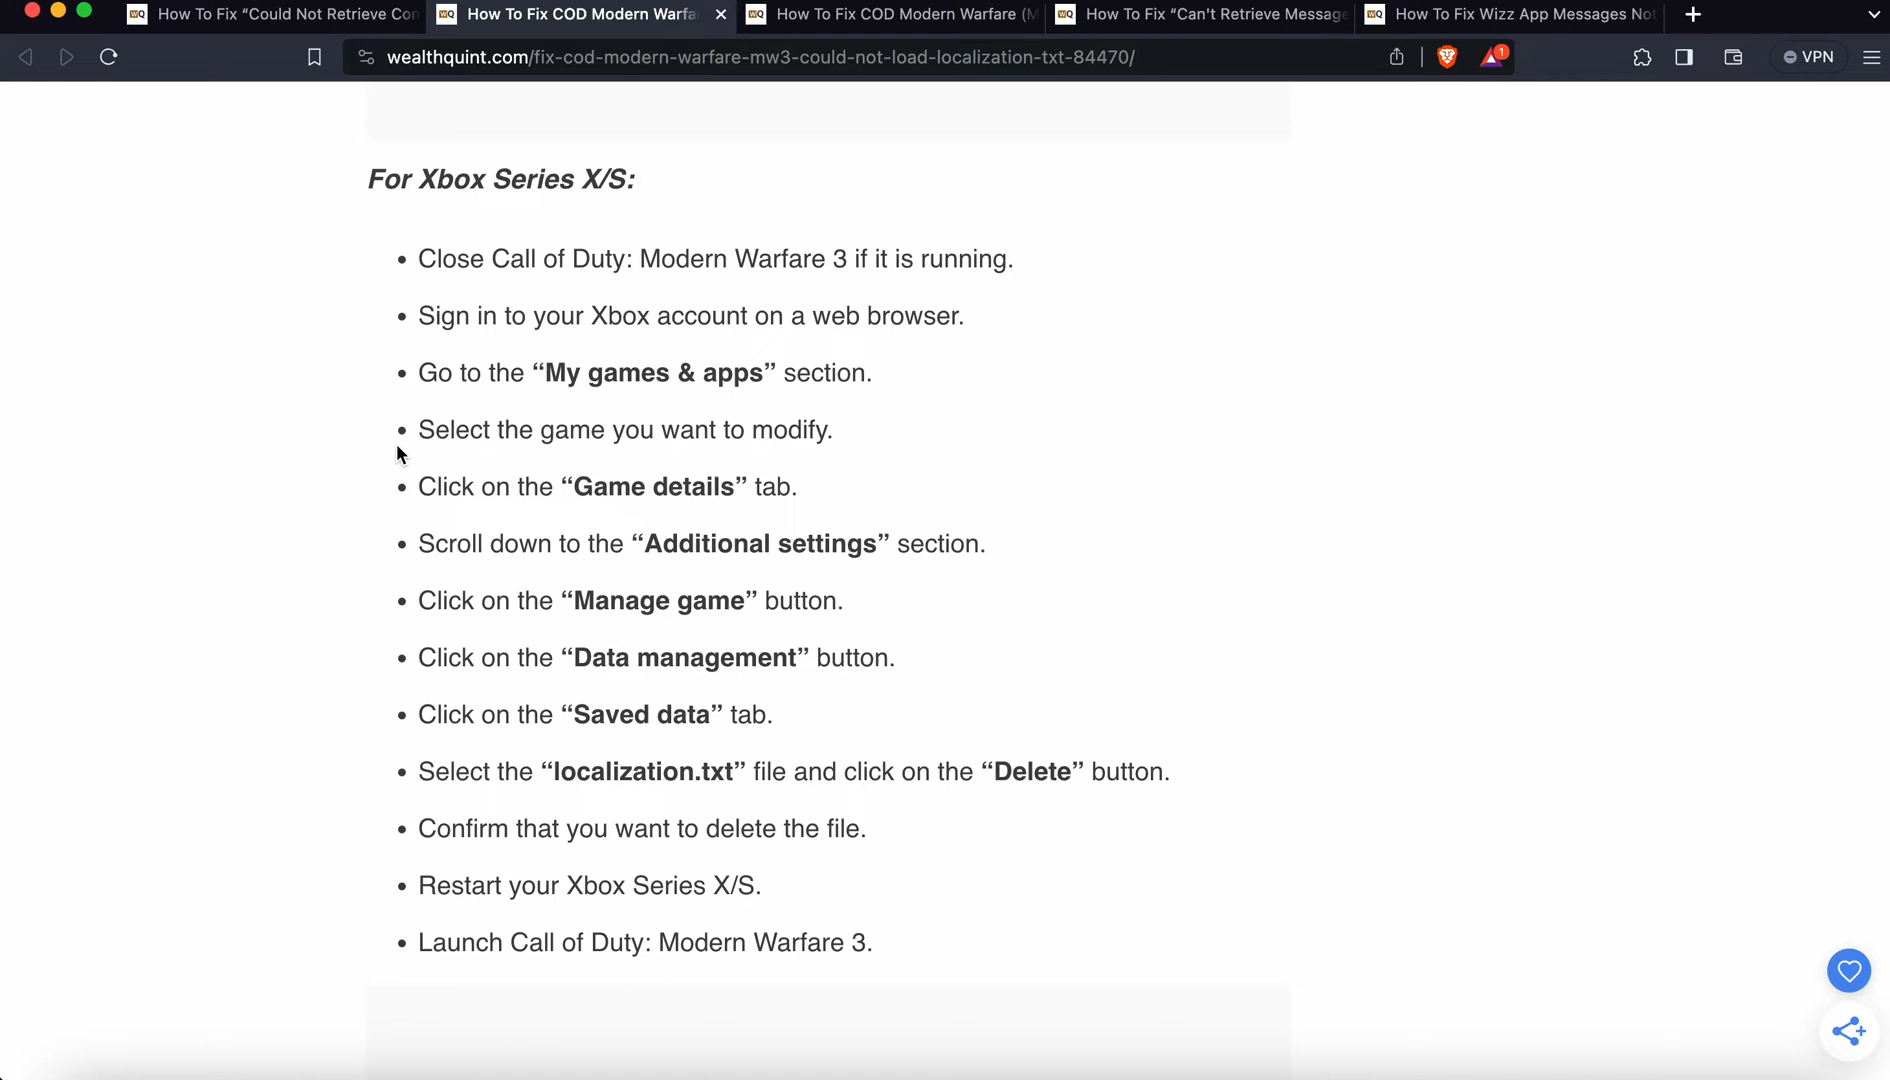 How To Fix “Could Not Retrieve Con
How To Fix COD Modern Warfa
How To Fix COD Modern Warfare (M
How To Fix “Can't Retrieve Message
How To Fix Wizz App Messages Not
wealthquint.com/fix-cod-modern-warfare-mw3-could-not-load-localization-txt-84470/
1
VPN
For Xbox Series X/S:
• Close Call of Duty: Modern Warfare 3 if it is running.
• Sign in to your Xbox account on a web browser.
• Go to the “My games & apps” section.
• Select the game you want to modify.
• Click on the “Game details” tab.
• Scroll down to the “Additional settings” section.
• Click on the “Manage game” button.
• Click on the “Data management” button.
• Click on the “Saved data” tab.
• Select the “localization.txt” file and click on the “Delete” button.
• Confirm that you want to delete the file.
• Restart your Xbox Series X/S.
• Launch Call of Duty: Modern Warfare 3.